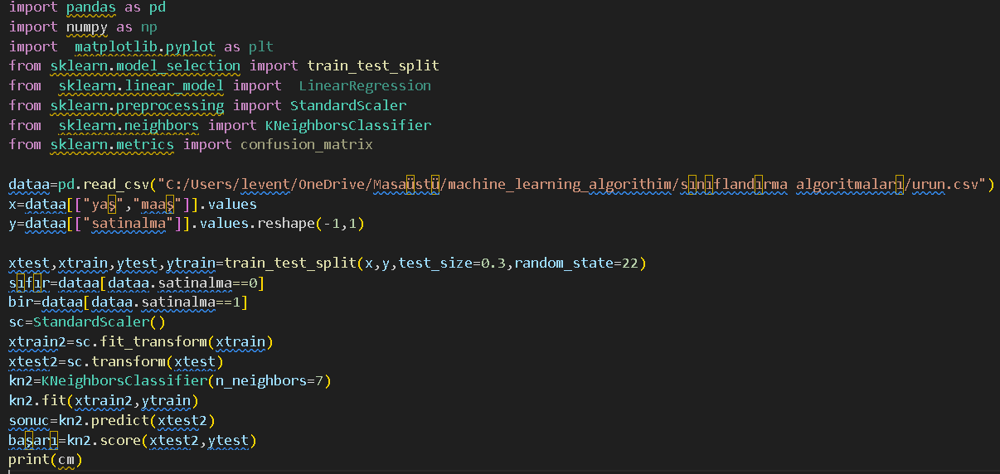 import pandas as pd
import numpy as np
import  matplotlib.pyplot as plt
from sklearn.model_selection import train_test_split
from  sklearn.linear_model import  LinearRegression
from sklearn.preprocessing import StandardScaler
from  sklearn.neighbors import KNeighborsClassifier
from sklearn.metrics import confusion_matrix

dataa=pd.read_csv("C:/Users/levent/OneDrive/Masaüstü/machine_learning_algorithim/sınıflandırma algoritmaları/urun.csv")
x=dataa[["yaş","maaş"]].values
y=dataa[["satinalma"]].values.reshape(-1,1)

xtest,xtrain,ytest,ytrain=train_test_split(x,y,test_size=0.3,random_state=22)
sıfır=dataa[dataa.satinalma==0]
bir=dataa[dataa.satinalma==1]
sc=StandardScaler()
xtrain2=sc.fit_transform(xtrain)
xtest2=sc.transform(xtest)
kn2=KNeighborsClassifier(n_neighbors=7)
kn2.fit(xtrain2,ytrain)
sonuc=kn2.predict(xtest2)
başarı=kn2.score(xtest2,ytest)
print(cm)